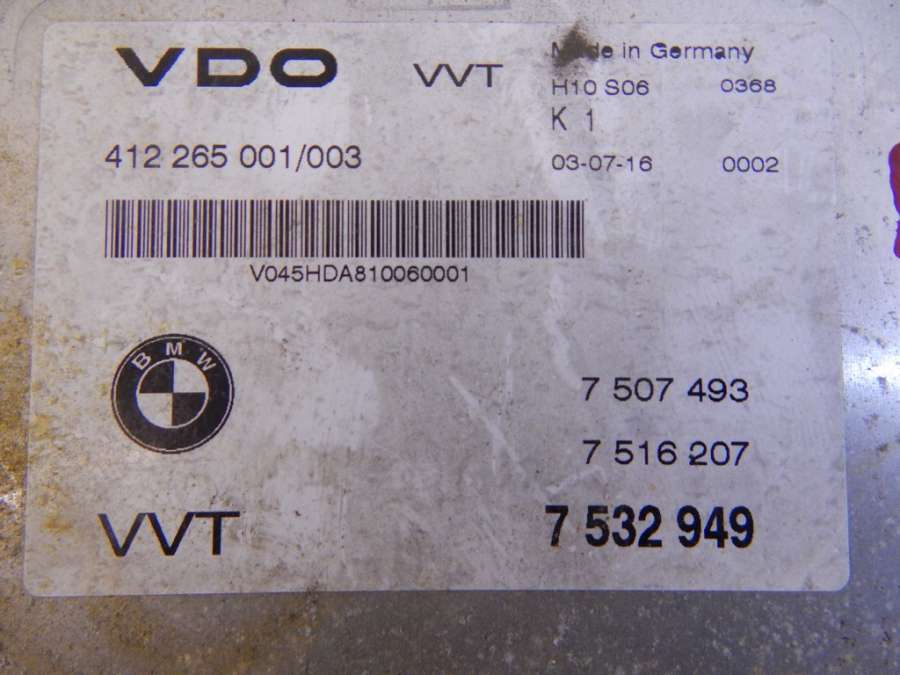 VDO VVT Made in Germany
H10 S06 0368
K 1
412 265 001/003 03-07-16 0002
V045HDA810060001
BMW
7 507 493
7 516 207
VVT 7 532 949